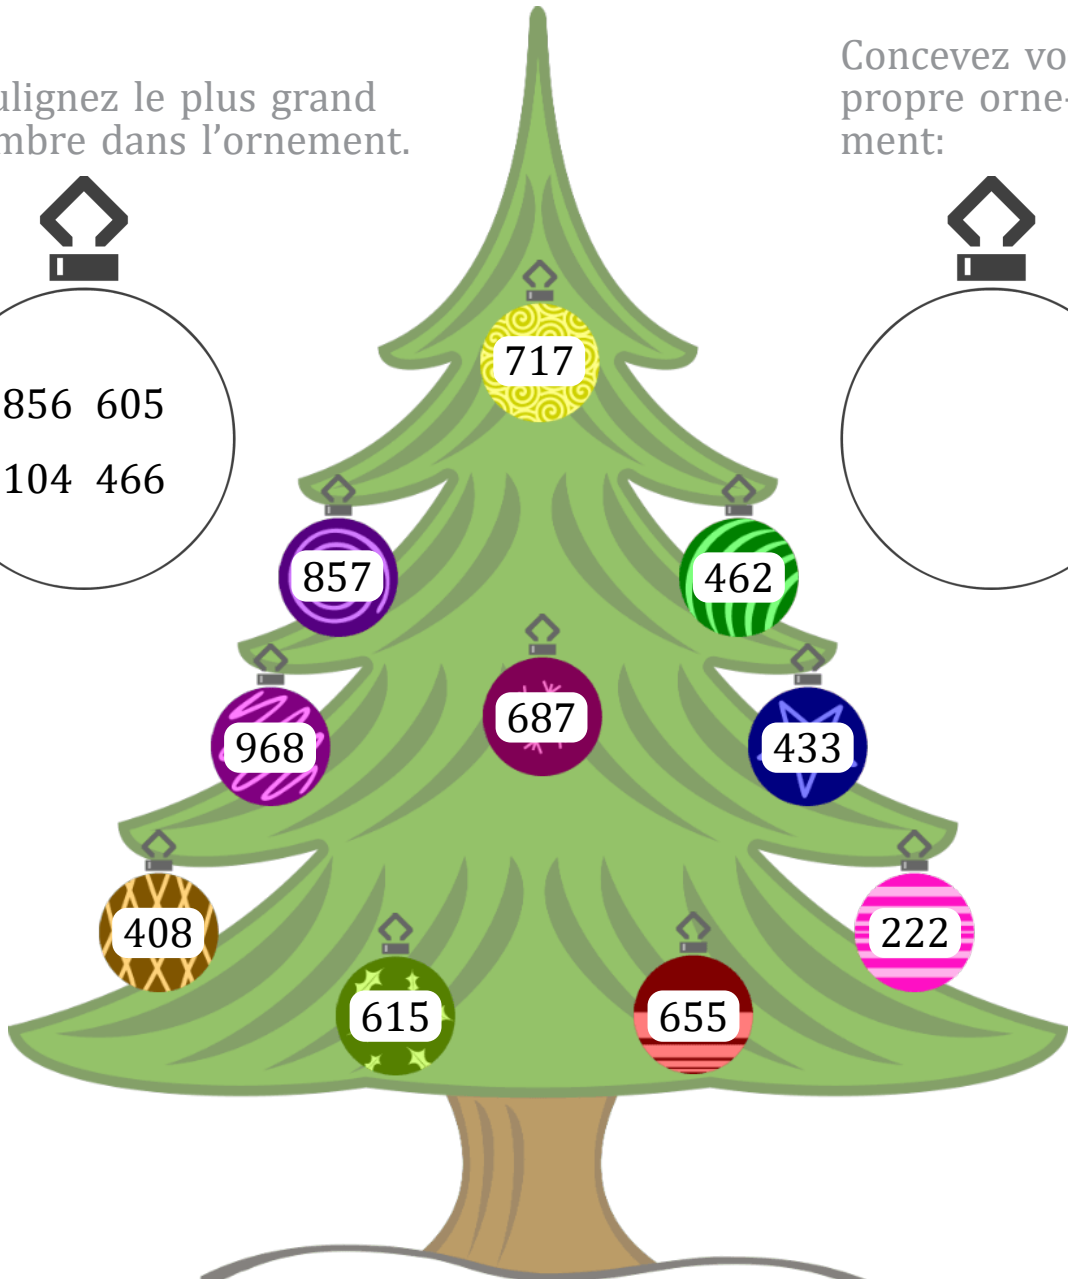 ulignez le plus grand
mbre dans l’ornement.
Concevez vo
propre orne-
ment:
856 605
104 466
717
857
462
968
687
433
408
222
615
655